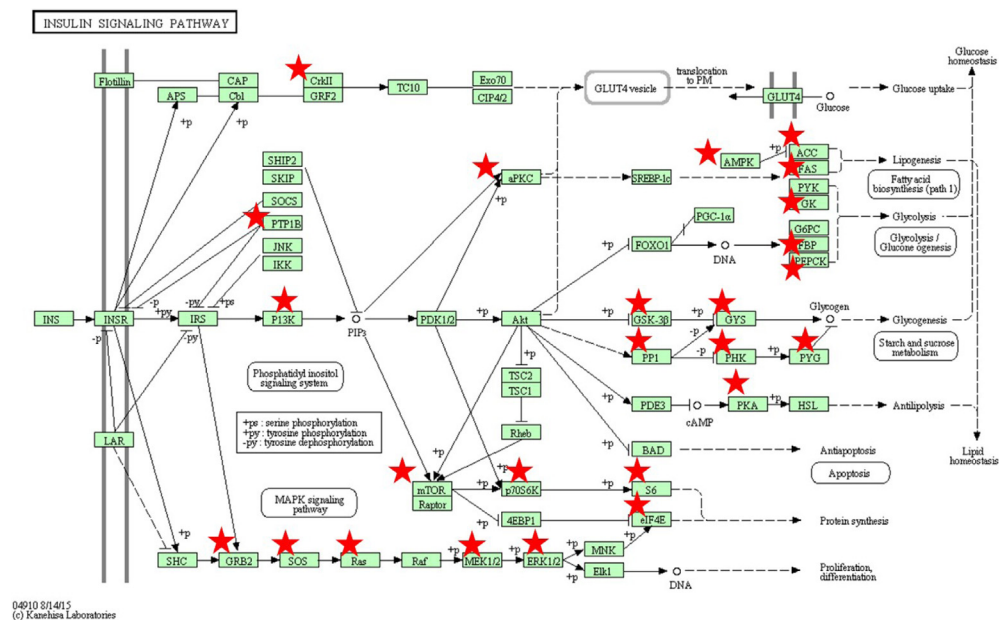 INSULIN SIGNALING PATHWAY
Glucose
homeostasis
Flotillin
CAP
CrkII
Exo70
translocation
to PM
APS
Cbl
GRF2
TC10
CIP4/2
GLUT4 vesicle
GLUT4
Glucose
Glucose uptake
+p
+p
SHIP2
SKIP
SOCS
PTP1B
JNK
IKK
aPKC
+p
SREBP-1c
AMPK
+p
ACC
FAS
Lipogenesis
Fatty acid
biosynthesis (path 1)
PYK
GK
Glycolysis
PGC-1α
G6PC
FBP
PEPCK
Glycolysis /
Glucone ogenesis
FOXO1
+p
DNA
-p
+py
-py
+ps
-p
INS
INSR
IRS
P13K
PIP3
PDK1/2
+p
Akt
+p
GSK-3β
+p
GYS
Glycogen
Glycogenesis
-p
-p
PP1
PHK
+p
PYG
Starch and sucrose
metabolism
+p
TSC2
TSC1
Rheb
Phosphatidyl inositol
signaling system
+ps : serine phosphorylation
+py : tyrosine phosphorylation
-py : tyrosine dephosphorylation
+p
PDE3
cAMP
PKA
+p
HSL
Antilipolysis
LAR
+p
+p
BAD
Antiapoptosis
Apoptosis
Lipid
homeostasis
MAPK signaling
pathway
mTOR
Raptor
+p
+p
p70S6K
+p
S6
+p
4EBP1
eIF4E
Protein synthesis
+p
SHC
GRB2
SOS
Ras
Raf
+p
MEK1/2
+p
ERK1/2
+p
+p
MNK
+p
Elk1
DNA
Proliferation,
differentiation
04910 8/14/15
(c) Kanehisa Laboratories